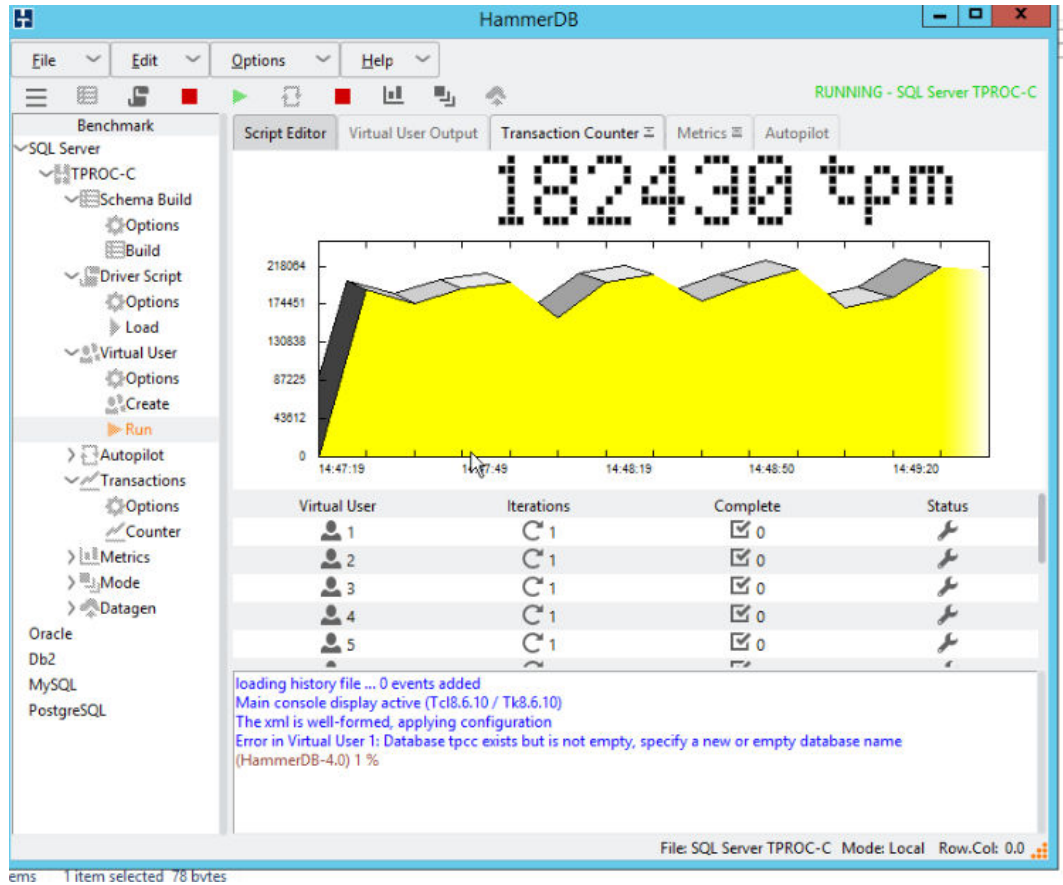 HammerDB
File Edit Options Help
RUNNING - SQL Server TPROC-C
Benchmark
SQL Server
TPROC-C
Schema Build
Options
Build
Driver Script
Options
Load
Virtual User
Options
Create
Run
Autopilot
Transactions
Options
Counter
Metrics
Mode
Datagen
Oracle
Db2
MySQL
PostgreSQL
Script Editor Virtual User Output Transaction Counter Metrics Autopilot
182430 tpm
218064
174451
130838
87225
43612
0
14:47:19 14:47:49 14:48:19 14:48:50 14:49:20
Virtual User Iterations Complete Status
1 1 0
2 1 0
3 1 0
4 1 0
5 1 0
loading history file ... 0 events added
Main console display active (Tcl8.6.10 / Tk8.6.10)
The xml is well-formed, applying configuration
Error in Virtual User 1: Database tpcc exists but is not empty, specify a new or empty database name
(HammerDB-4.0) 1 %
File: SQL Server TPROC-C Mode: Local Row.Col: 0.0
ems 1 item selected 78 bytes